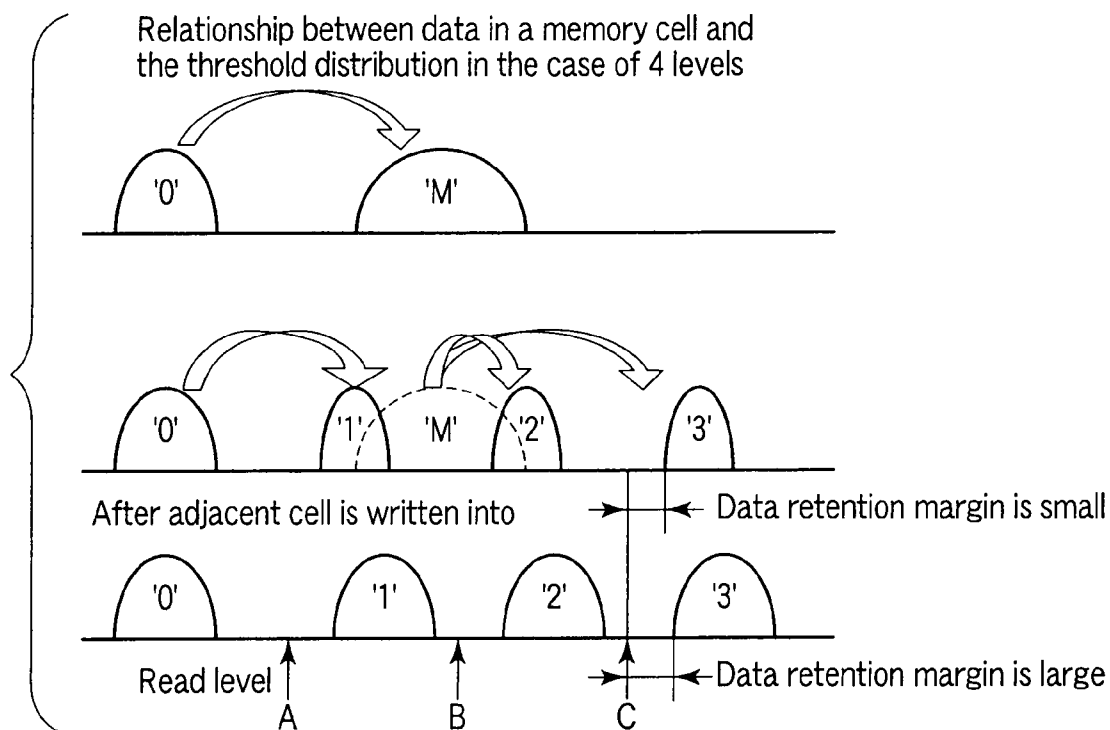 Relationship between data in a memory cell and
the threshold distribution in the case of 4 levels
'0'
'M'
'0'
'1'
'M'
'2'
'3'
After adjacent cell is written into
Data retention margin is small
'0'
'1'
'2'
'3'
Read level
Data retention margin is large
A
B
C